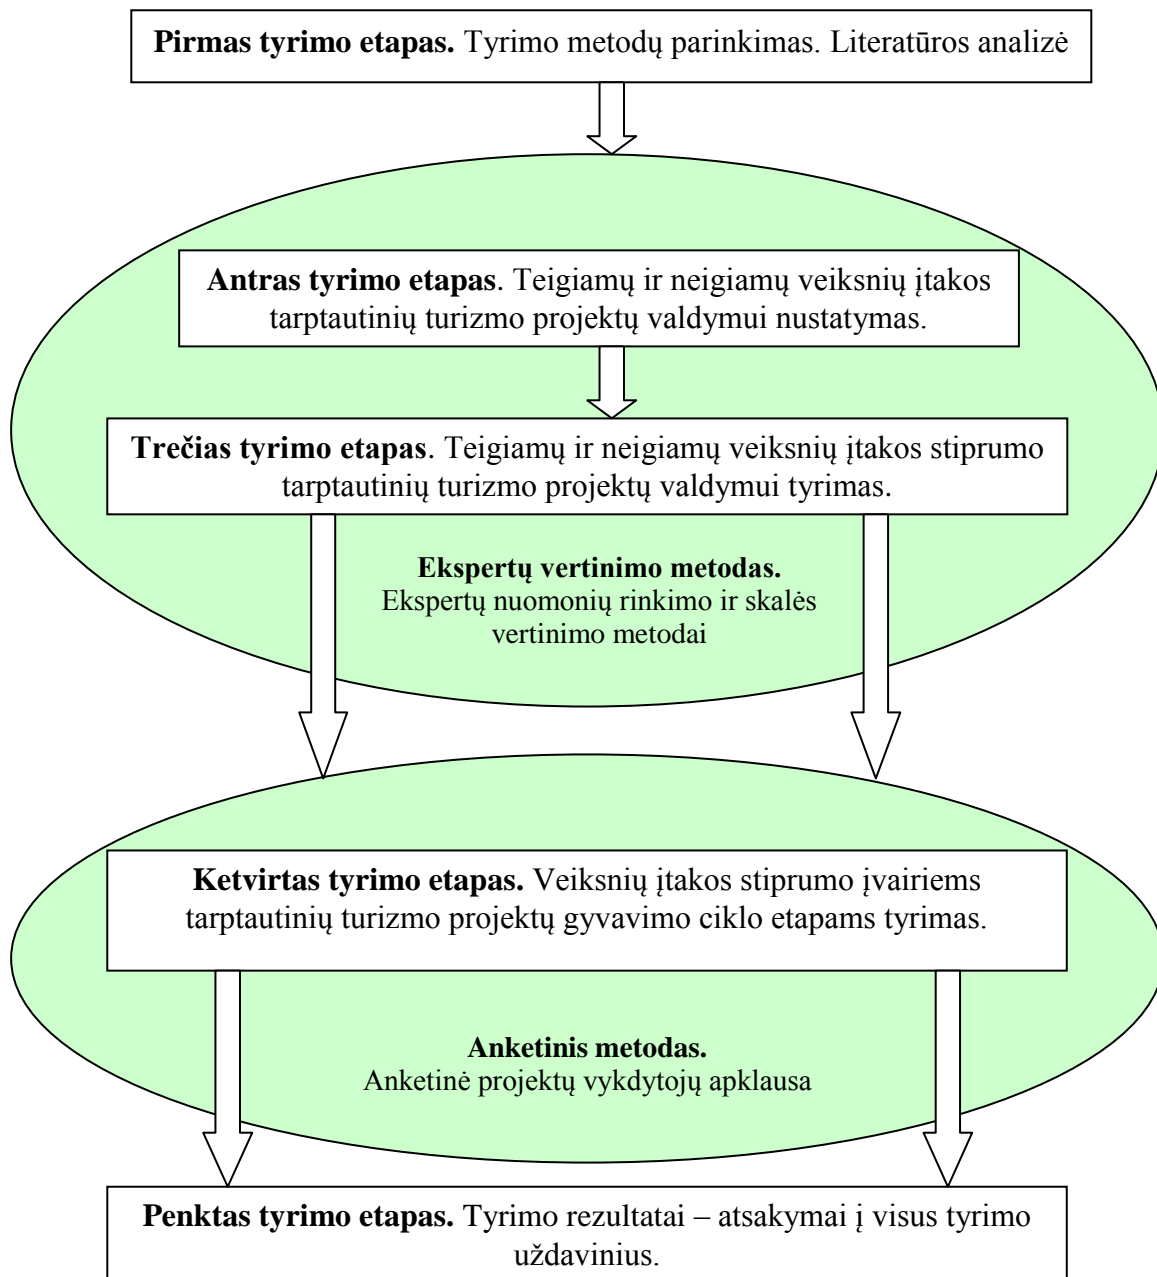 Pirmas tyrimo etapas. Tyrimo metodų parinkimas. Literatūros analizė
Antras tyrimo etapas. Teigiamų ir neigiamų veiksnių įtakos
tarptautinių turizmo projektų valdymui nustatymas.
Trečias tyrimo etapas. Teigiamų ir neigiamų veiksnių įtakos stiprumo
tarptautinių turizmo projektų valdymui tyrimas.
Ekspertų vertinimo metodas.
Ekspertų nuomonių rinkimo ir skalės
vertinimo metodai
Ketvirtas tyrimo etapas. Veiksnių įtakos stiprumo įvairiems
tarptautinių turizmo projektų gyvavimo ciklo etapams tyrimas.
Anketinis metodas.
Anketinė projektų vykdytojų apklausa
Penktas tyrimo etapas. Tyrimo rezultatai – atsakymai į visus tyrimo
uždavinius.